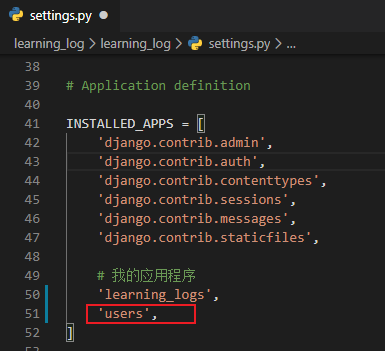 settings.py
learning_log > learning_log > settings.py > ...
38
39 # Application definition
40
41 INSTALLED_APPS = [
42 'django.contrib.admin',
43 'django.contrib.auth',
44 'django.contrib.contenttypes',
45 'django.contrib.sessions',
46 'django.contrib.messages',
47 'django.contrib.staticfiles',
48
49 # 我的应用程序
50 'learning_logs',
51 'users',
52 ]